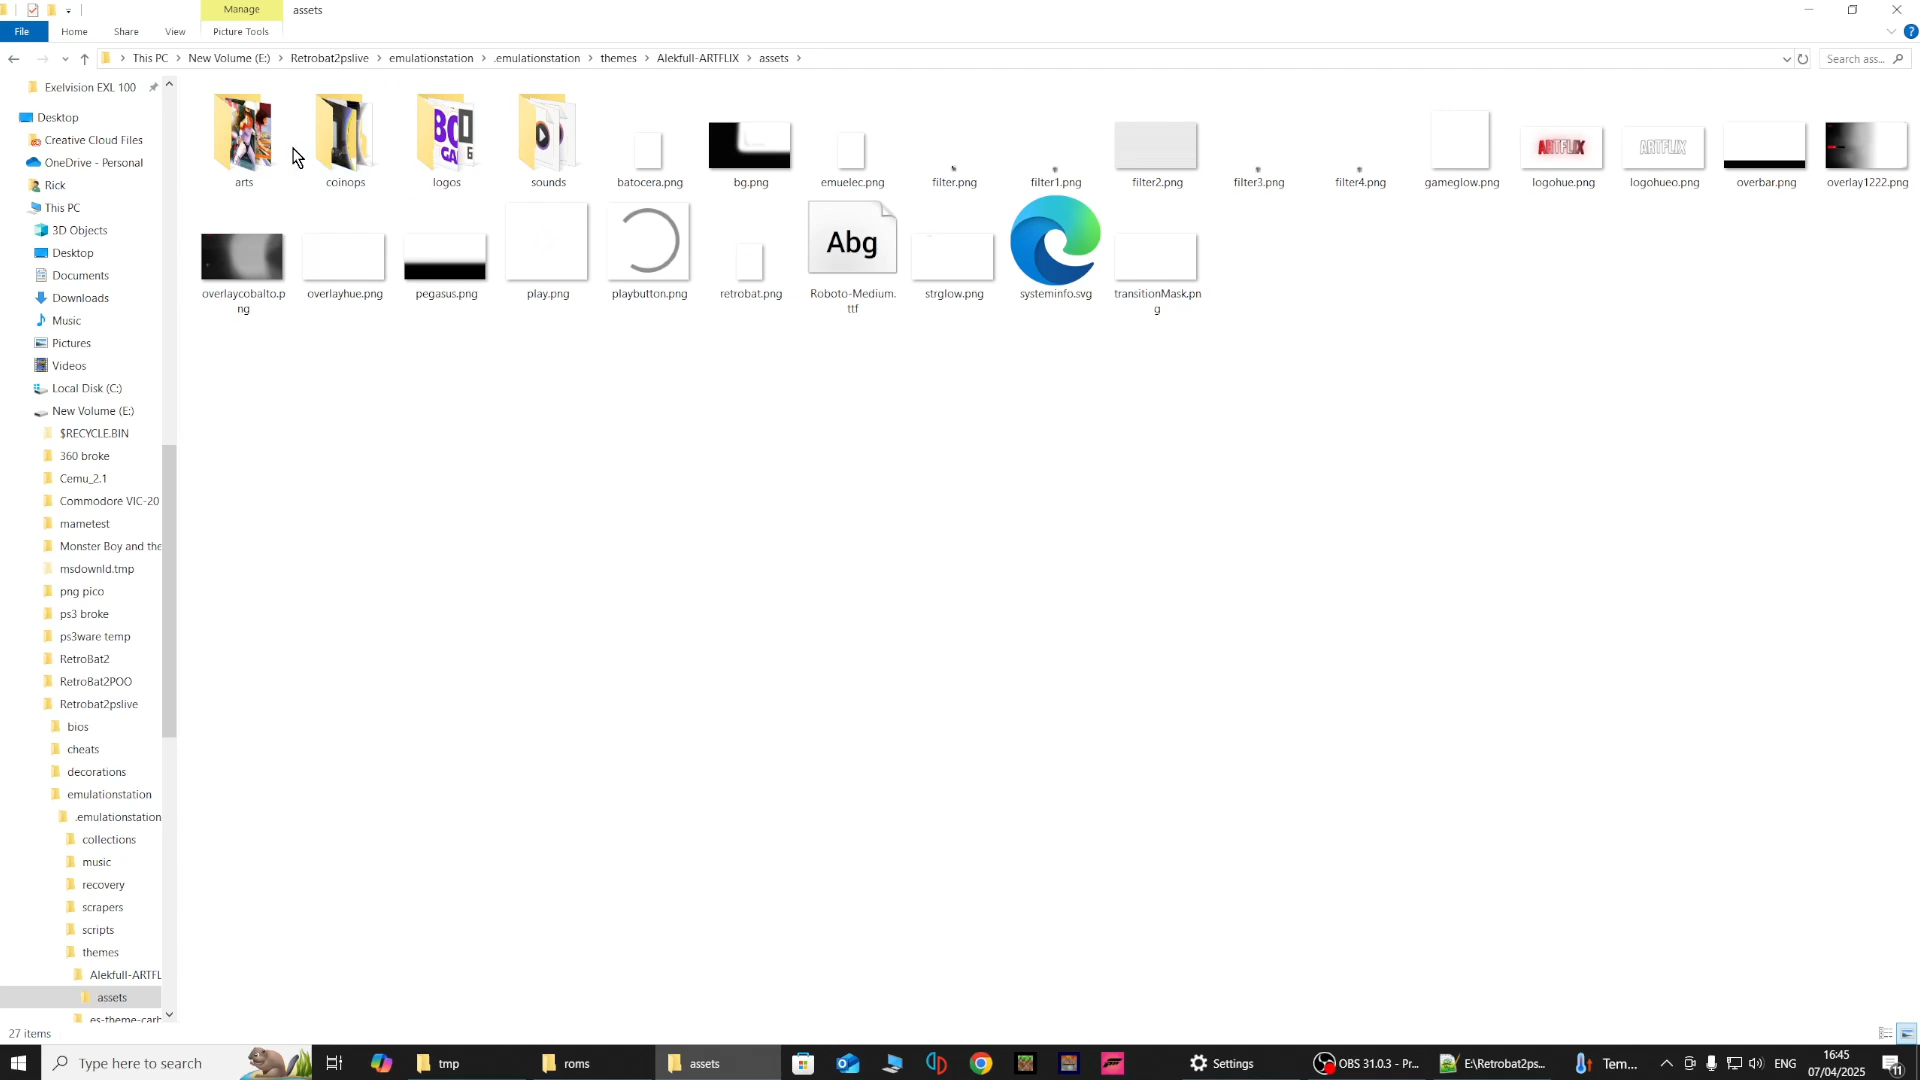 Manage
assets
File
Home
Share
View
Picture Tools
This PC
New Volume (E:)
Retrobat2pslive
emulationstation
.emulationstation
themes
Alekfull-ARTFLIX
assets
Search ass...
Exelvision EXL 100
Desktop
Creative Cloud Files
OneDrive - Personal
Rick
This PC
3D Objects
Desktop
Documents
Downloads
Music
Pictures
Videos
Local Disk (C:)
New Volume (E:)
$RECYCLE.BIN
360 broke
Cemu_2.1
Commodore VIC-20
mametest
Monster Boy and the
msdownld.tmp
png pico
ps3 broke
ps3ware temp
RetroBat2
RetroBat2POO
Retrobat2pslive
bios
cheats
decorations
emulationstation
.emulationstation
collections
music
recovery
scrapers
scripts
themes
Alekfull-ARTFL
assets
es-theme-carb
arts
coinops
logos
sounds
batocera.png
bg.png
emuelec.png
filter.png
filter1.png
filter2.png
filter3.png
filter4.png
gameglow.png
ARTFLIX
logohue.png
ARTFLIX
logohueo.png
overbar.png
overlay1222.png
overlaycobalto.p
ng
overlayhue.png
pegasus.png
play.png
playbutton.png
retrobat.png
Abg
Roboto-Medium.
ttf
strglow.png
systeminfo.svg
transitionMask.pn
g
27 items
Type here to search
tmp
roms
assets
Settings
OBS 31.0.3 - Pr...
E:\Retrobat2ps...
Tem...
ENG
16:45
07/04/2025
11